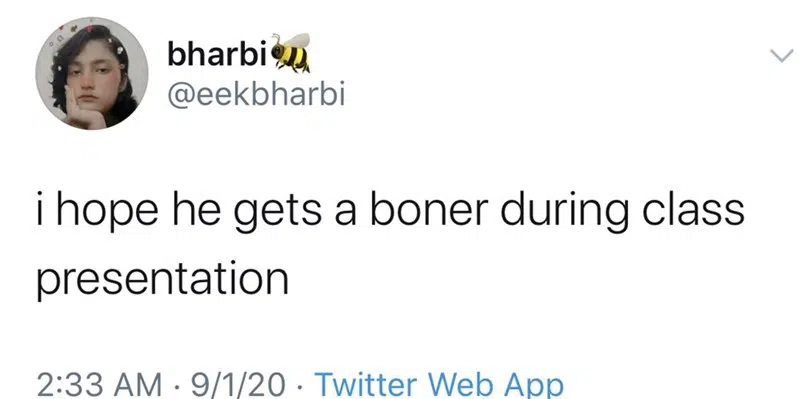 bharbi🐝
@eekbharbi
i hope he gets a boner during class
presentation
2:33 AM · 9/1/20 · Twitter Web App